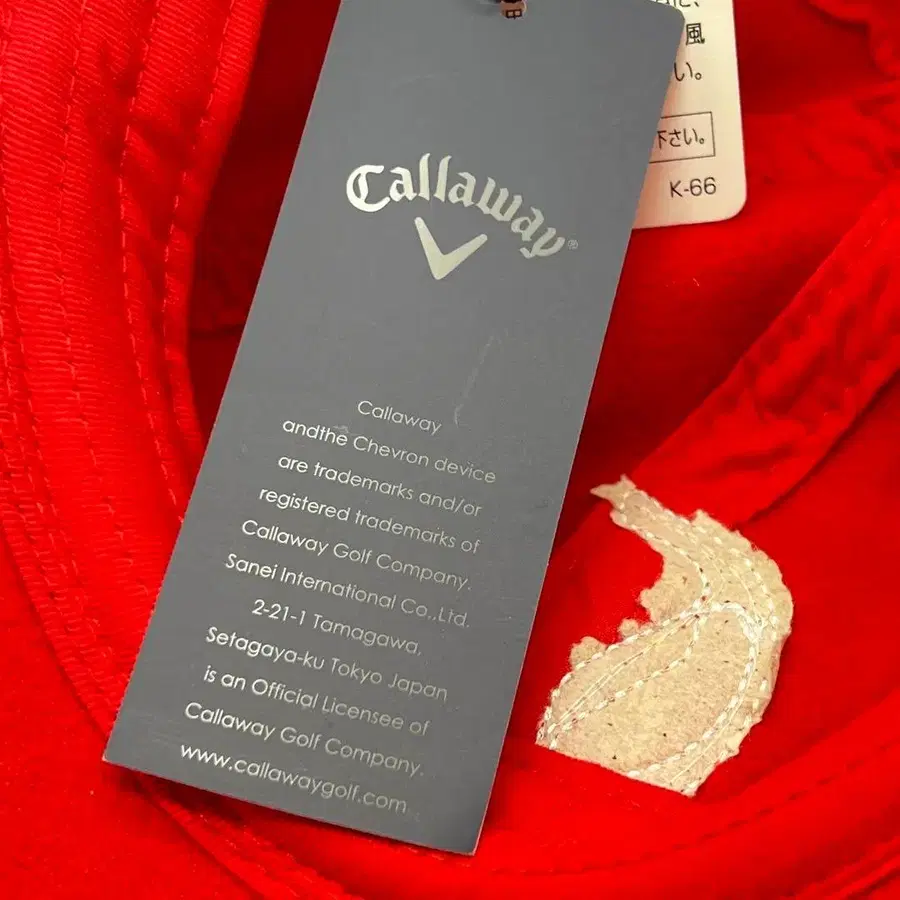 風
い。
下さい。
K-66
Callaway®
Callaway
andthe Chevron device
are trademarks and/or
registered trademarks of
Callaway Golf Company.
Sanei International Co.,Ltd.
2-21-1 Tamagawa,
Setagaya-ku Tokyo Japan
is an Official Licensee of
Callaway Golf Company.
www.callawaygolf.com